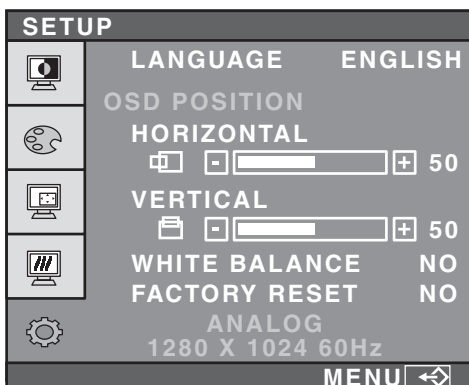 SETUP
LANGUAGE ENGLISH
OSD POSITION
HORIZONTAL
- + 50
VERTICAL
- + 50
WHITE BALANCE NO
FACTORY RESET NO
ANALOG
1280 X 1024 60Hz
MENU